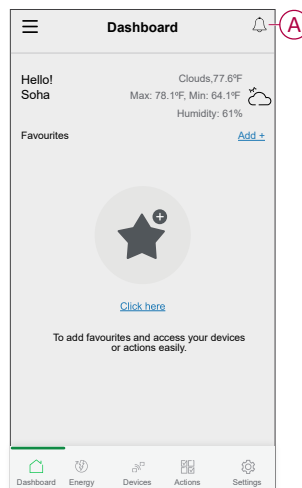 Dashboard
A
Hello!
Soha
Clouds,77.6ºF
Max: 78.1ºF, Min: 64.1ºF
Humidity: 61%
Favourites
Add +
Click here
To add favourites and access your devices
or actions easily.
Dashboard
Energy
Devices
Actions
Settings